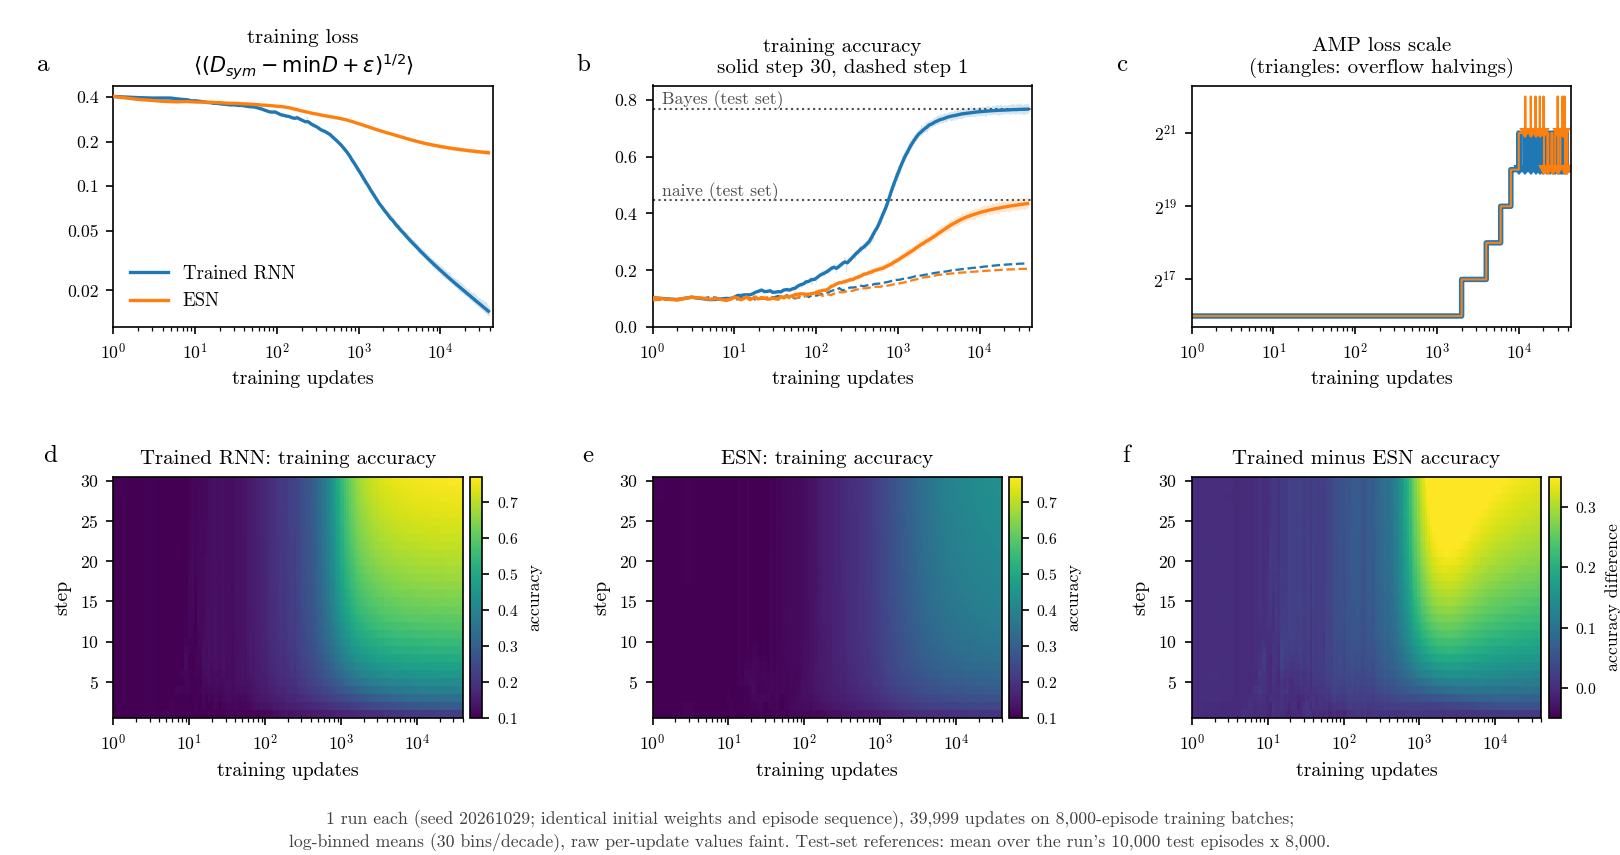 a
training loss
⟨(D_sym − minD + ε)^1/2⟩
0.4
0.2
0.1
0.05
0.02
Trained RNN
ESN
10^0
10^1
10^2
10^3
10^4
training updates
b
training accuracy
solid step 30, dashed step 1
0.8
0.6
0.4
0.2
0.0
Bayes (test set)
naive (test set)
10^0
10^1
10^2
10^3
10^4
training updates
c
AMP loss scale
(triangles: overflow halvings)
2^21
2^19
2^17
10^0
10^1
10^2
10^3
10^4
training updates
d
Trained RNN: training accuracy
step
30
25
20
15
10
5
10^0
10^1
10^2
10^3
10^4
training updates
0.7
0.6
0.5
0.4
0.3
0.2
0.1
accuracy
e
ESN: training accuracy
step
30
25
20
15
10
5
10^0
10^1
10^2
10^3
10^4
training updates
0.7
0.6
0.5
0.4
0.3
0.2
0.1
accuracy
f
Trained minus ESN accuracy
step
30
25
20
15
10
5
10^0
10^1
10^2
10^3
10^4
training updates
0.3
0.2
0.1
0.0
accuracy difference
1 run each (seed 20261029; identical initial weights and episode sequence), 39,999 updates on 8,000-episode training batches;
log-binned means (30 bins/decade), raw per-update values faint. Test-set references: mean over the run's 10,000 test episodes x 8,000.